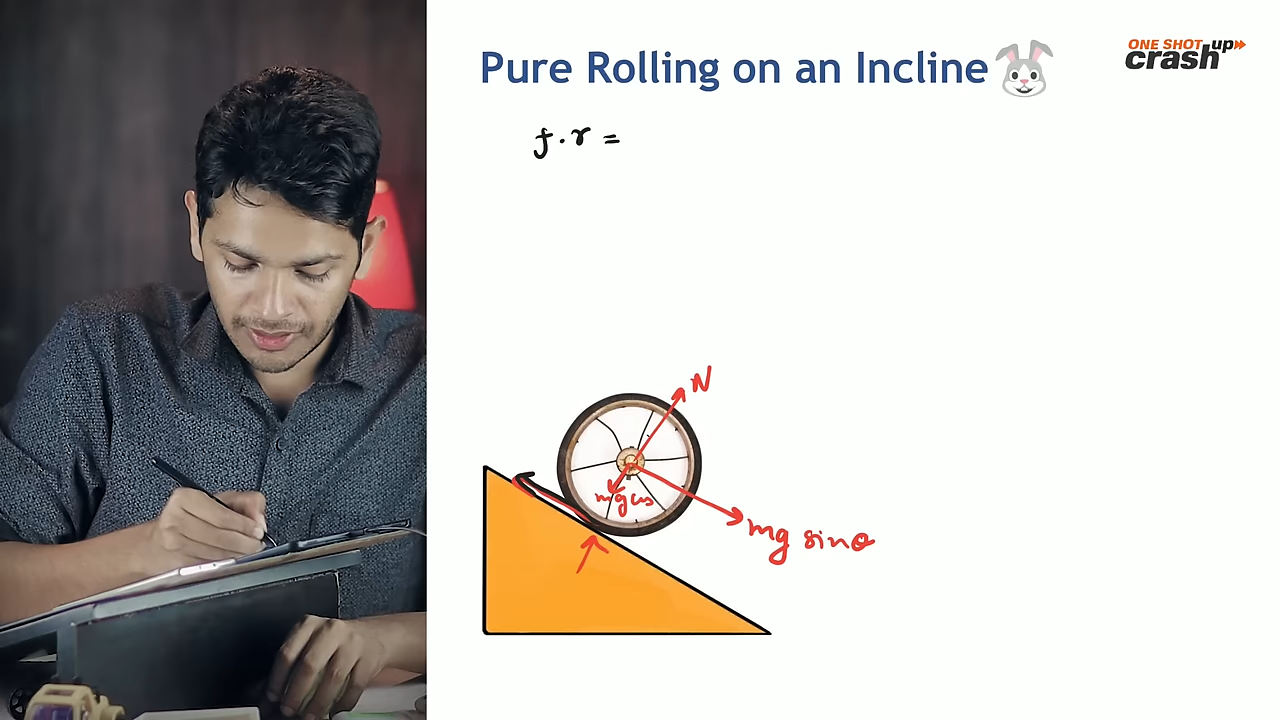 Pure Rolling on an Incline
ONE SHOT
crash up
f.r =
N
mg cos
mg sinθ